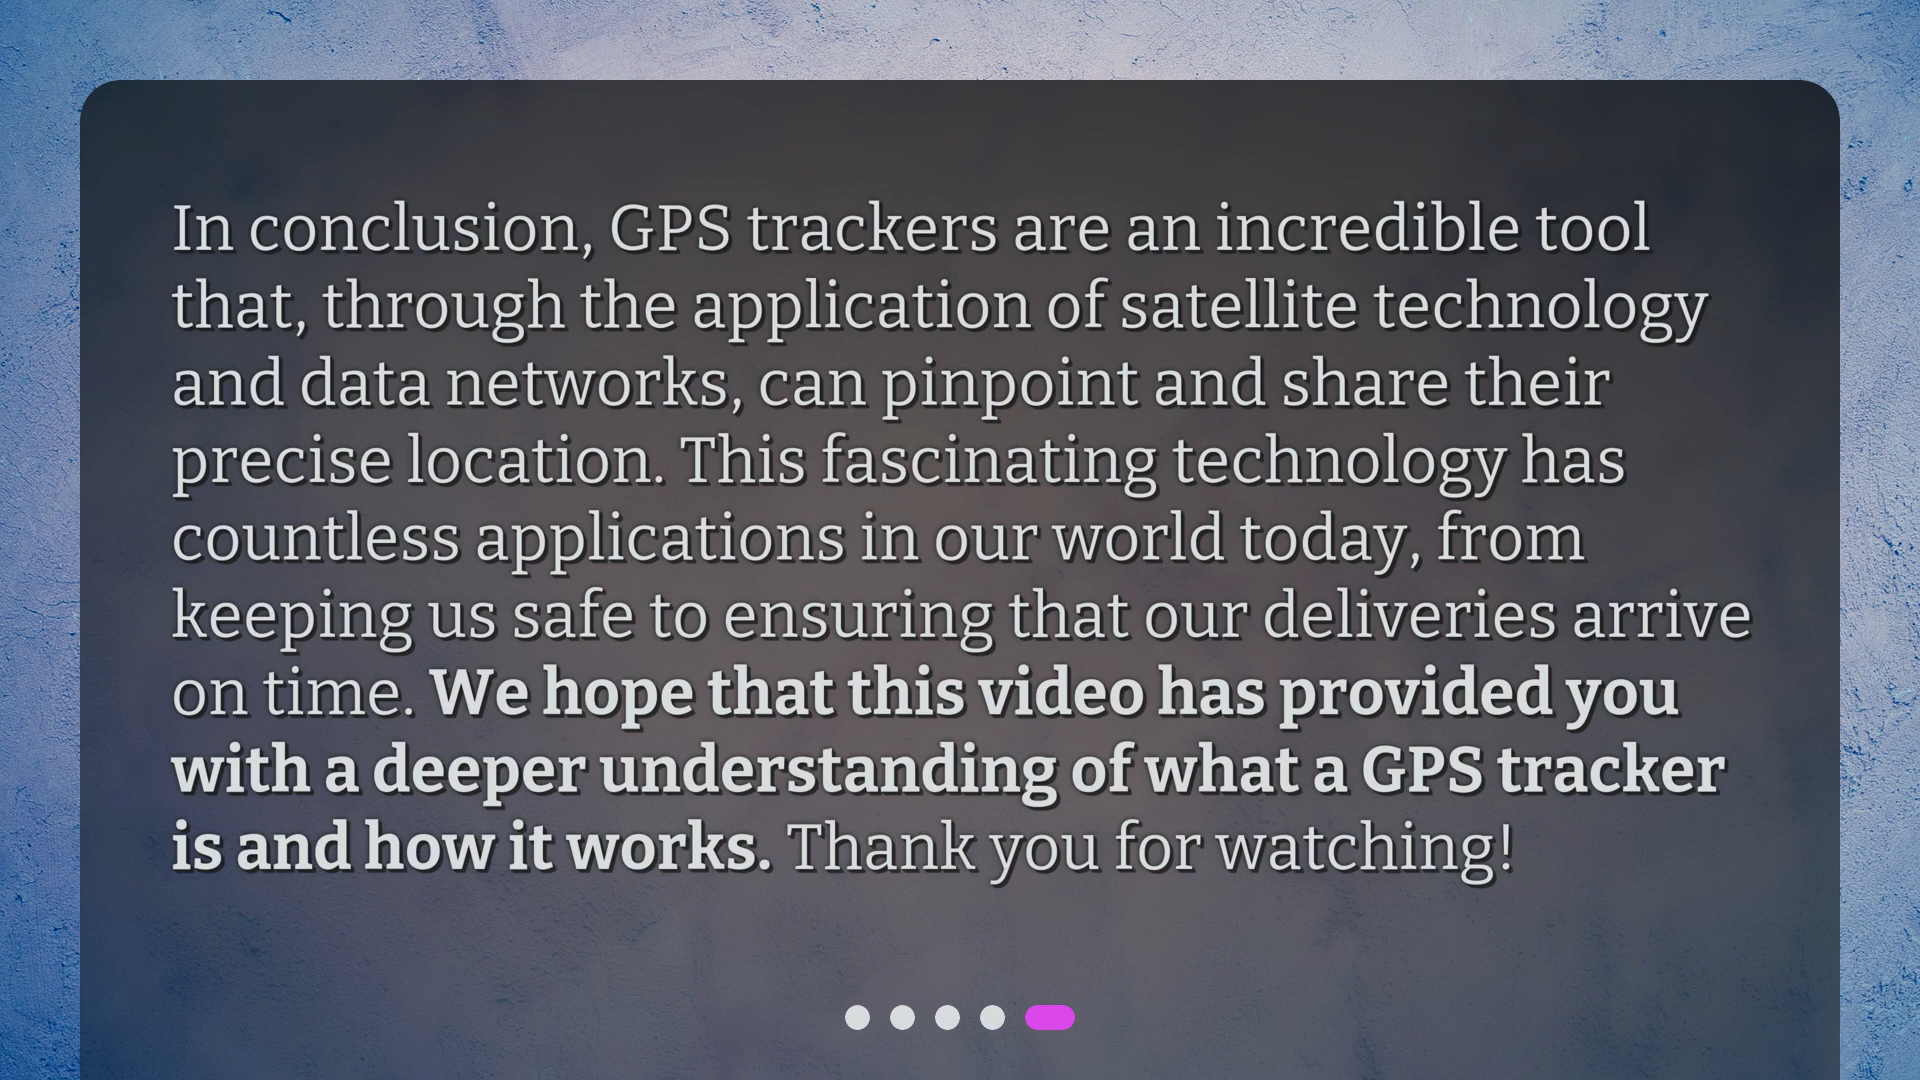 In conclusion, GPS trackers are an incredible tool
that, through the application of satellite technology
and data networks, can pinpoint and share their
precise location. This fascinating technology has
countless applications in our world today, from
keeping us safe to ensuring that our deliveries arrive
on time. We hope that this video has provided you
with a deeper understanding of what a GPS tracker
is and how it works. Thank you for watching!